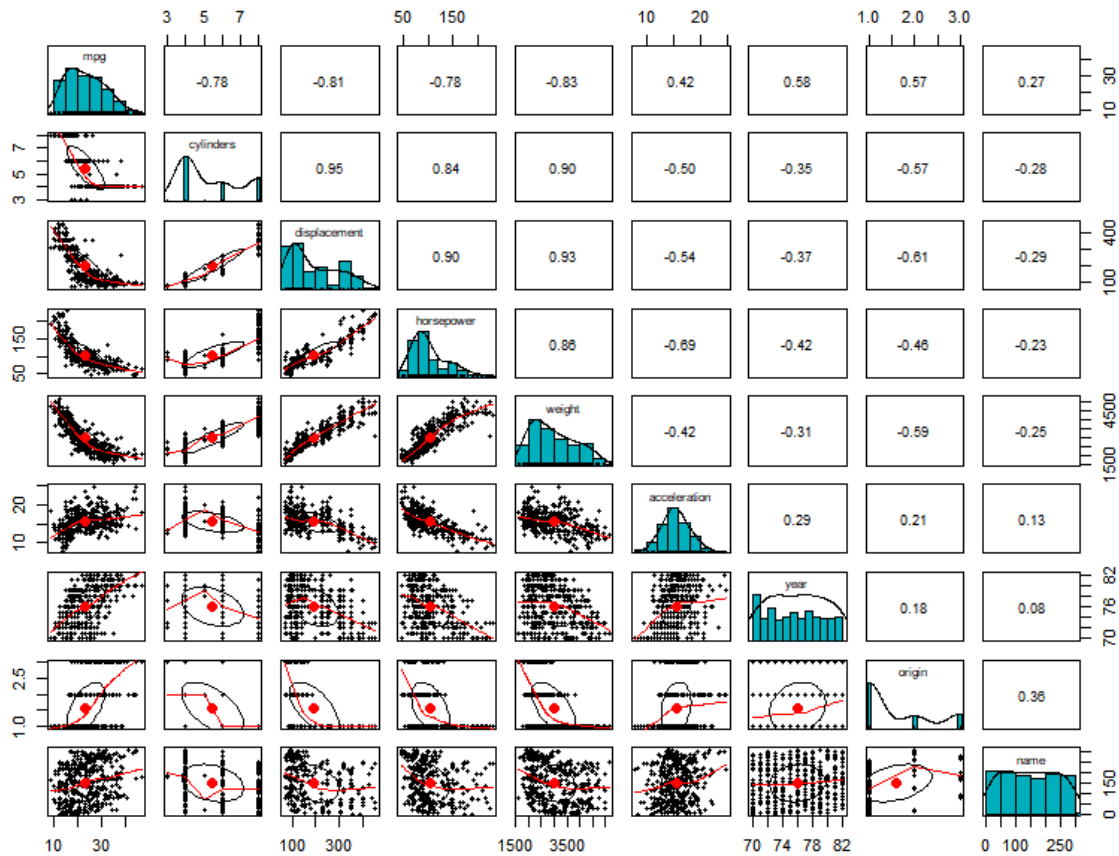 3 5 7 50 150 10 20 1.0 2.0 3.0
mpg -0.78 -0.81 -0.78 -0.83 0.42 0.58 0.57 0.27 10 30
3 5 7 cylinders 0.95 0.84 0.90 -0.50 -0.35 -0.57 -0.28
displacement 0.90 0.93 -0.54 -0.37 -0.61 -0.29 100 400
50 150 horsepower 0.86 -0.69 -0.42 -0.46 -0.23
weight -0.42 -0.31 -0.59 -0.25 1500 4500
10 20 acceleration 0.29 0.21 0.13
year 0.18 0.08 70 76 82
1.0 2.5 origin 0.36
name 0 150
10 30 100 300 1500 3500 70 74 78 82 0 100 250